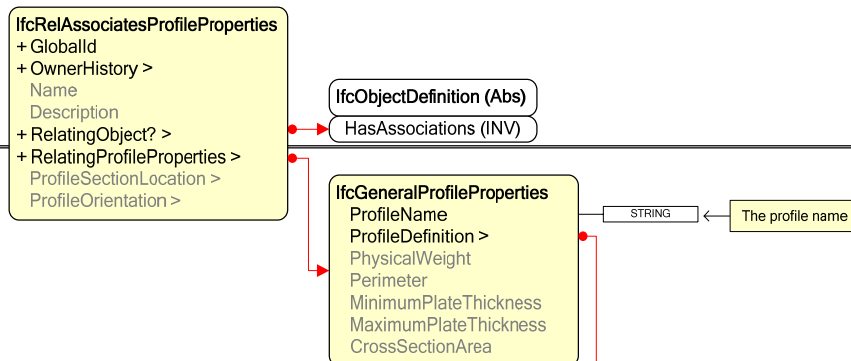 IfcRelAssociatesProfileProperties
+ GlobalId
+ OwnerHistory >
Name
Description
+ RelatingObject? >
+ RelatingProfileProperties >
ProfileSectionLocation >
ProfileOrientation >
IfcObjectDefinition (Abs)
HasAssociations (INV)
IfcGeneralProfileProperties
ProfileName
ProfileDefinition >
PhysicalWeight
Perimeter
MinimumPlateThickness
MaximumPlateThickness
CrossSectionArea
STRING
The profile name